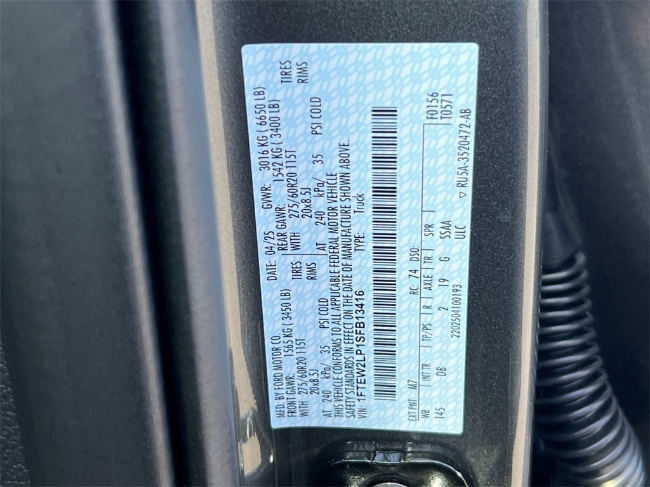 MFD. BY FORD MOTOR CO. DATE: 04/25 GVWR: 3016 KG ( 6650 LB)
FRONT GAWR: 1565 KG ( 3450 LB) REAR GAWR: 1542 KG ( 3400 LB)
WITH 275/60R20 115T TIRES WITH 275/60R20 115T TIRES
20x8.5J RIMS 20x8.5J RIMS
AT 240 kPa/ 35 PSI COLD AT 240 kPa/ 35 PSI COLD
THIS VEHICLE CONFORMS TO ALL APPLICABLE FEDERAL MOTOR VEHICLE
SAFETY STANDARDS IN EFFECT ON THE DATE OF MANUFACTURE SHOWN ABOVE.
VIN: 1FTEW2LP1SFB13416 TYPE: Truck
EXT PNT: M7 RC: 74 DSO: F0156
WB INT TR TP/PS R AXLE TR SPR T0571
145 DB 2 19 G SSAA
2202504100193 ULC
▽ RU5A-3520472-AB